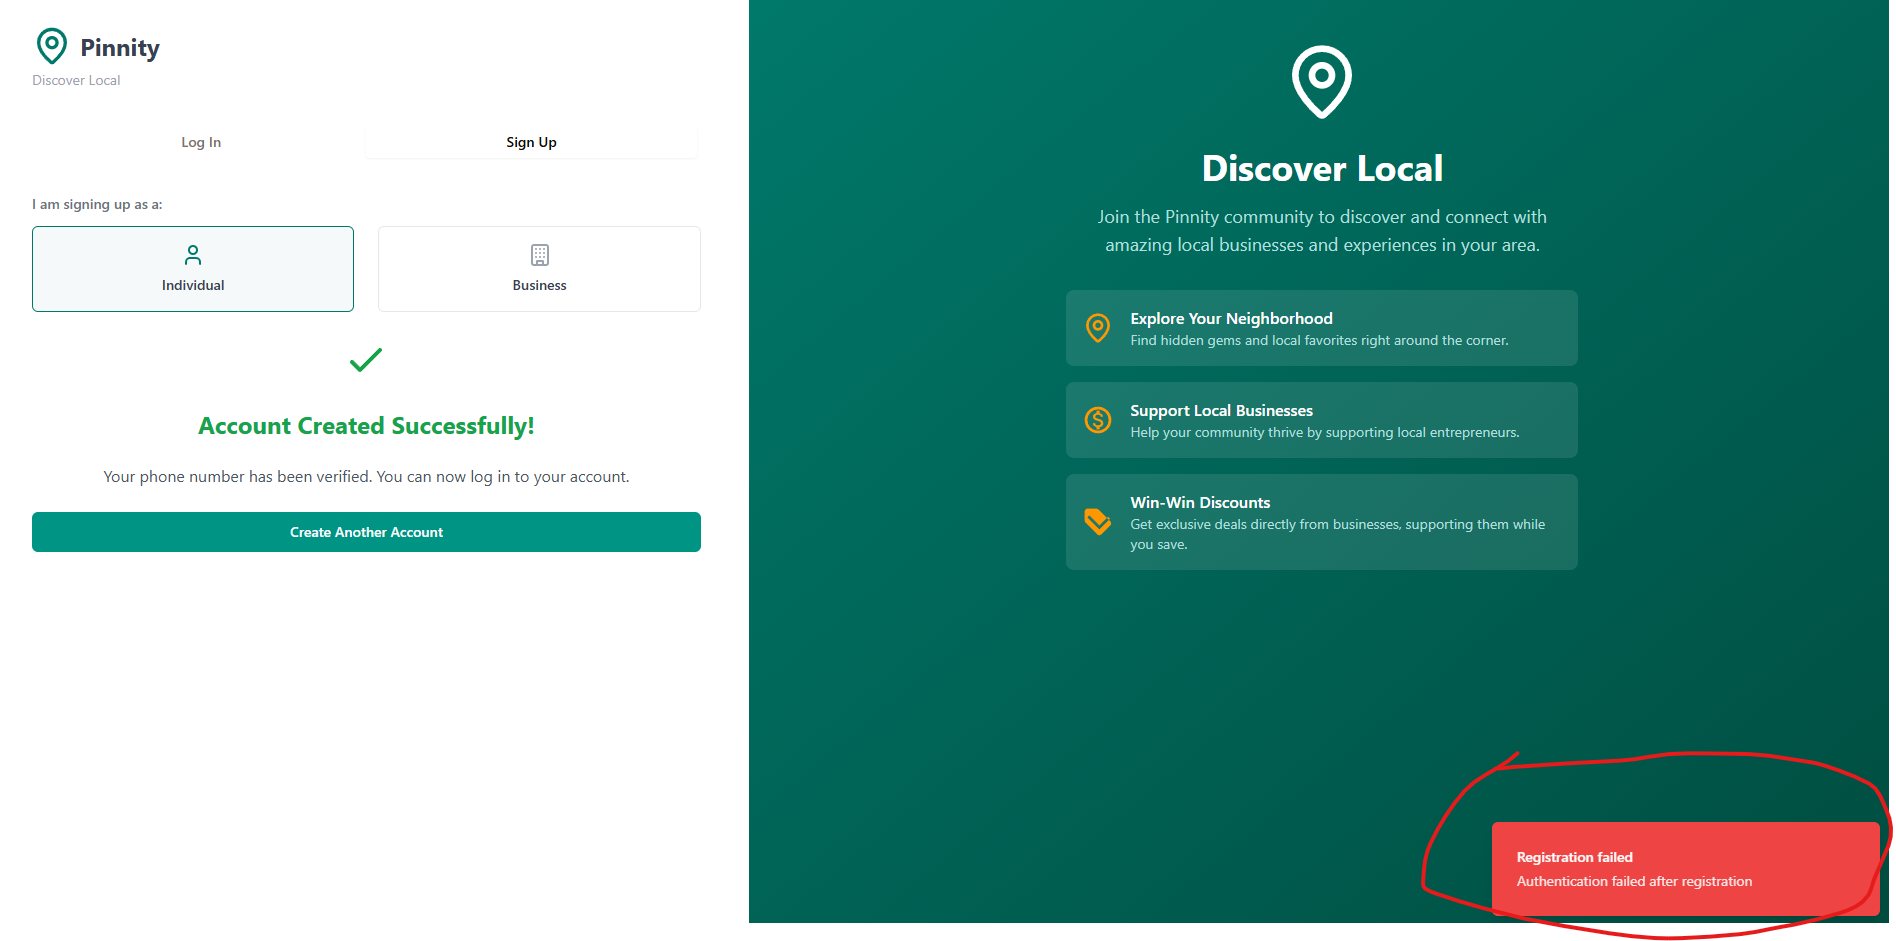 Pinnity
Discover Local
Log In
Sign Up
I am signing up as a:
Individual
Business
Account Created Successfully!
Your phone number has been verified. You can now log in to your account.
Create Another Account
Discover Local
Join the Pinnity community to discover and connect with
amazing local businesses and experiences in your area.
Explore Your Neighborhood
Find hidden gems and local favorites right around the corner.
Support Local Businesses
Help your community thrive by supporting local entrepreneurs.
Win-Win Discounts
Get exclusive deals directly from businesses, supporting them while
you save.
Registration failed
Authentication failed after registration